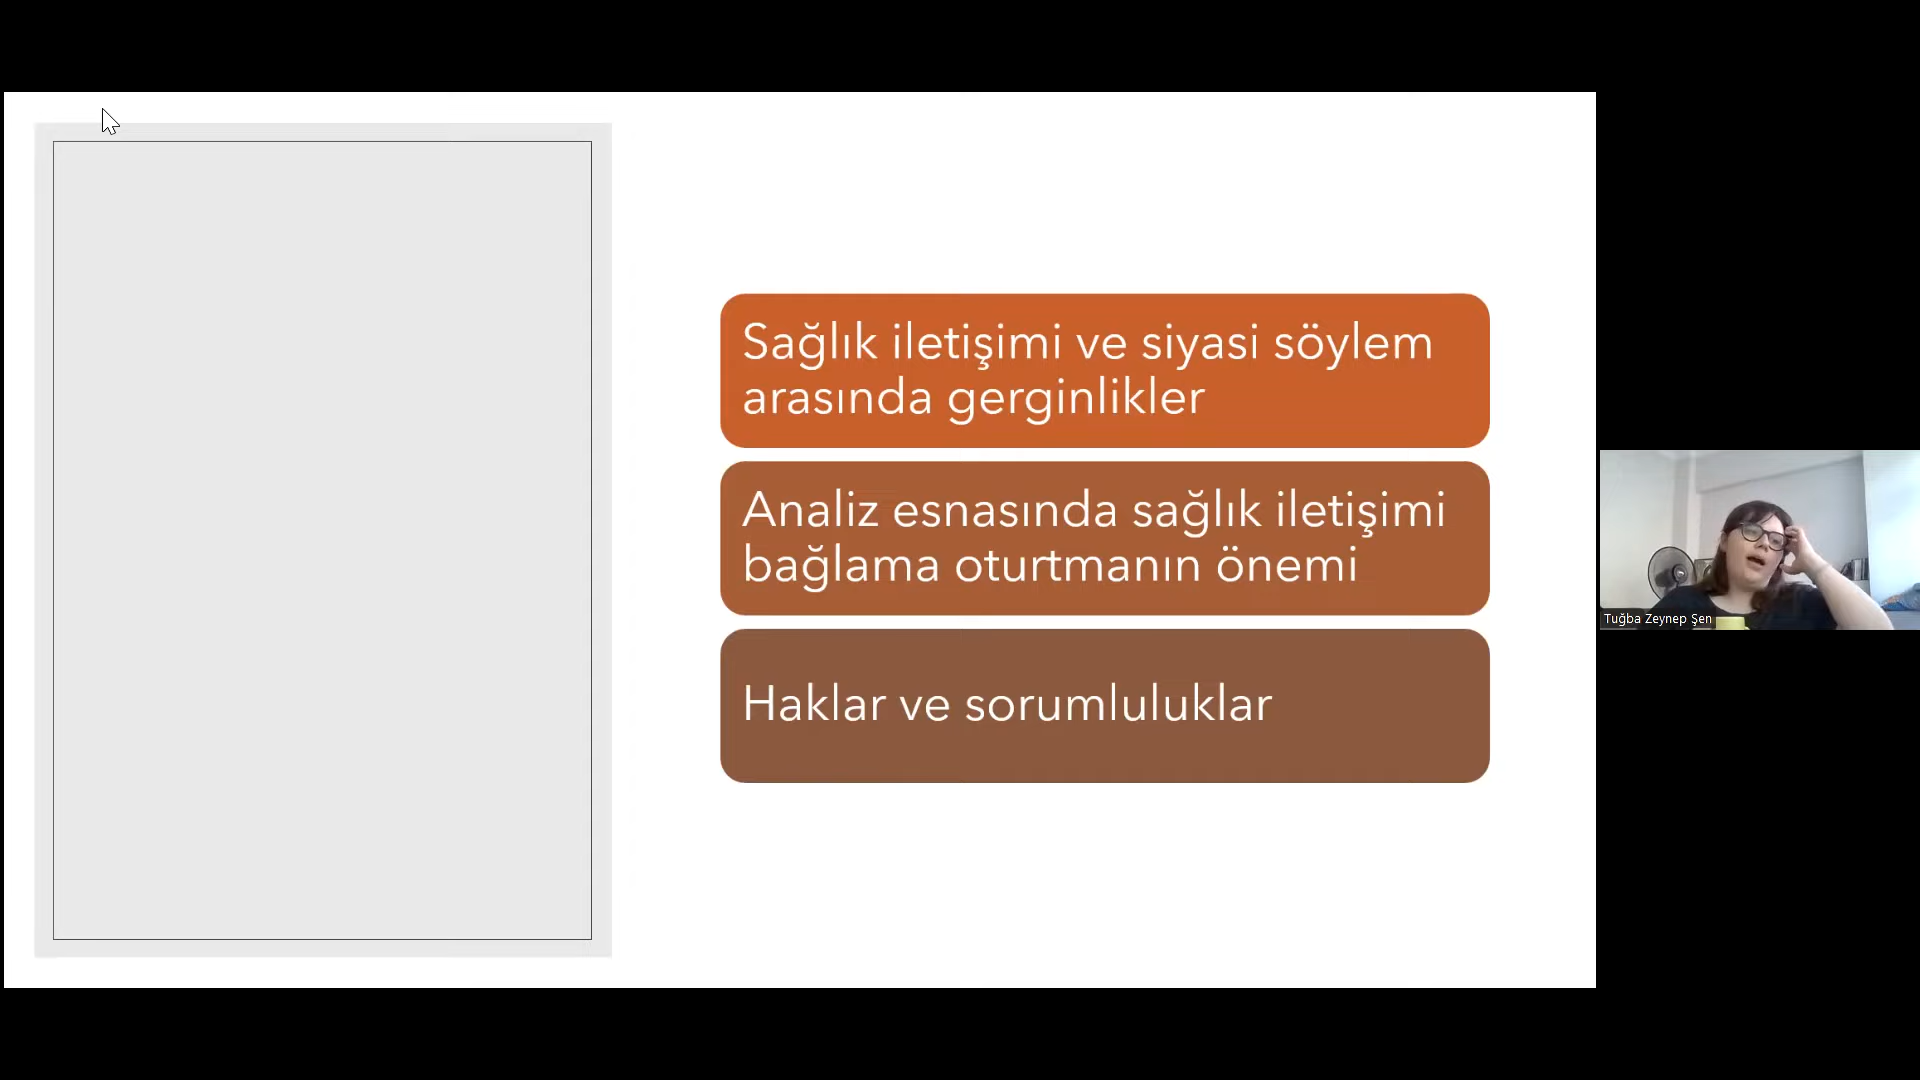 Sağlık iletişimi ve siyasi söylem
arasında gerginlikler
Analiz esnasında sağlık iletişimi
bağlama oturtmanın önemi
Haklar ve sorumluluklar
Tuğba Zeynep Şen